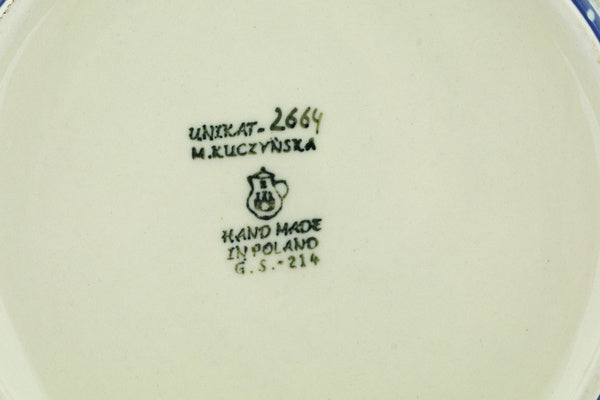 UNIKAT-2664
M.KUCZYŃSKA
HAND MADE
IN POLAND
G.S.-214